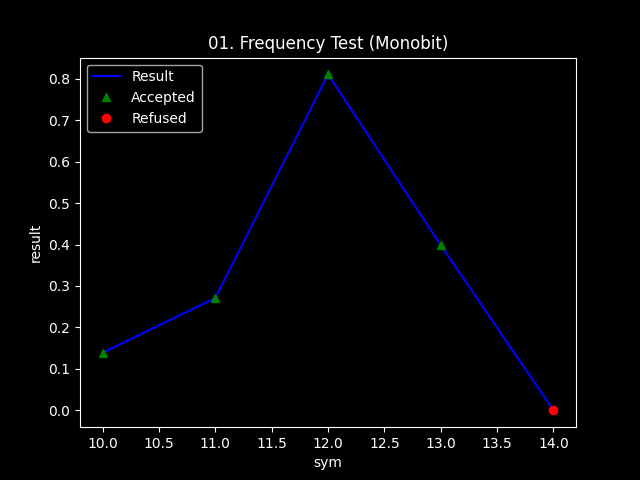 01. Frequency Test (Monobit)
Result
Accepted
Refused
0.8
0.7
0.6
0.5
0.4
0.3
0.2
0.1
0.0
result
10.0 10.5 11.0 11.5 12.0 12.5 13.0 13.5 14.0
sym